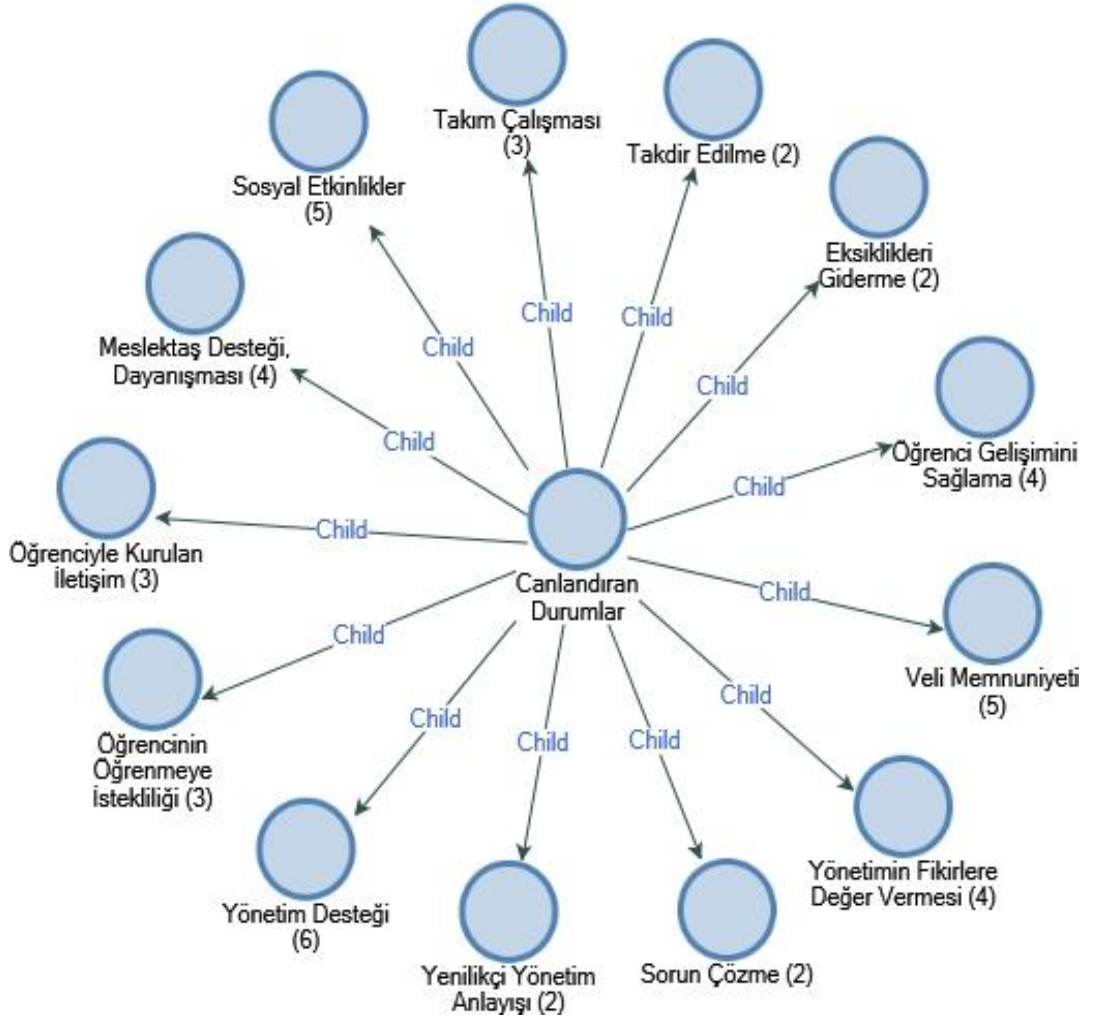 Takım Çalışması
(3)
Takdir Edilme (2)
Sosyal Etkinlikler
(5)
Eksiklikleri
Giderme (2)
Child
Child
Child
Child
Meslektaş Desteği,
Dayanışması (4)
Child
Öğrenci Gelişimini
Sağlama (4)
Child
Öğrenciyle Kurulan
İletişim (3)
Child
Canlandıran
Durumlar
Child
Veli Memnuniyeti
(5)
Child
Öğrencinin
Öğrenmeye
İstekliliği (3)
Child
Child
Child
Child
Yönetim Desteği
(6)
Yenilikçi Yönetim
Anlayışı (2)
Sorun Çözme (2)
Yönetimin Fikirlere
Değer Vermesi (4)